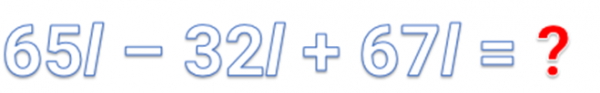 65l – 32l + 67l = ?